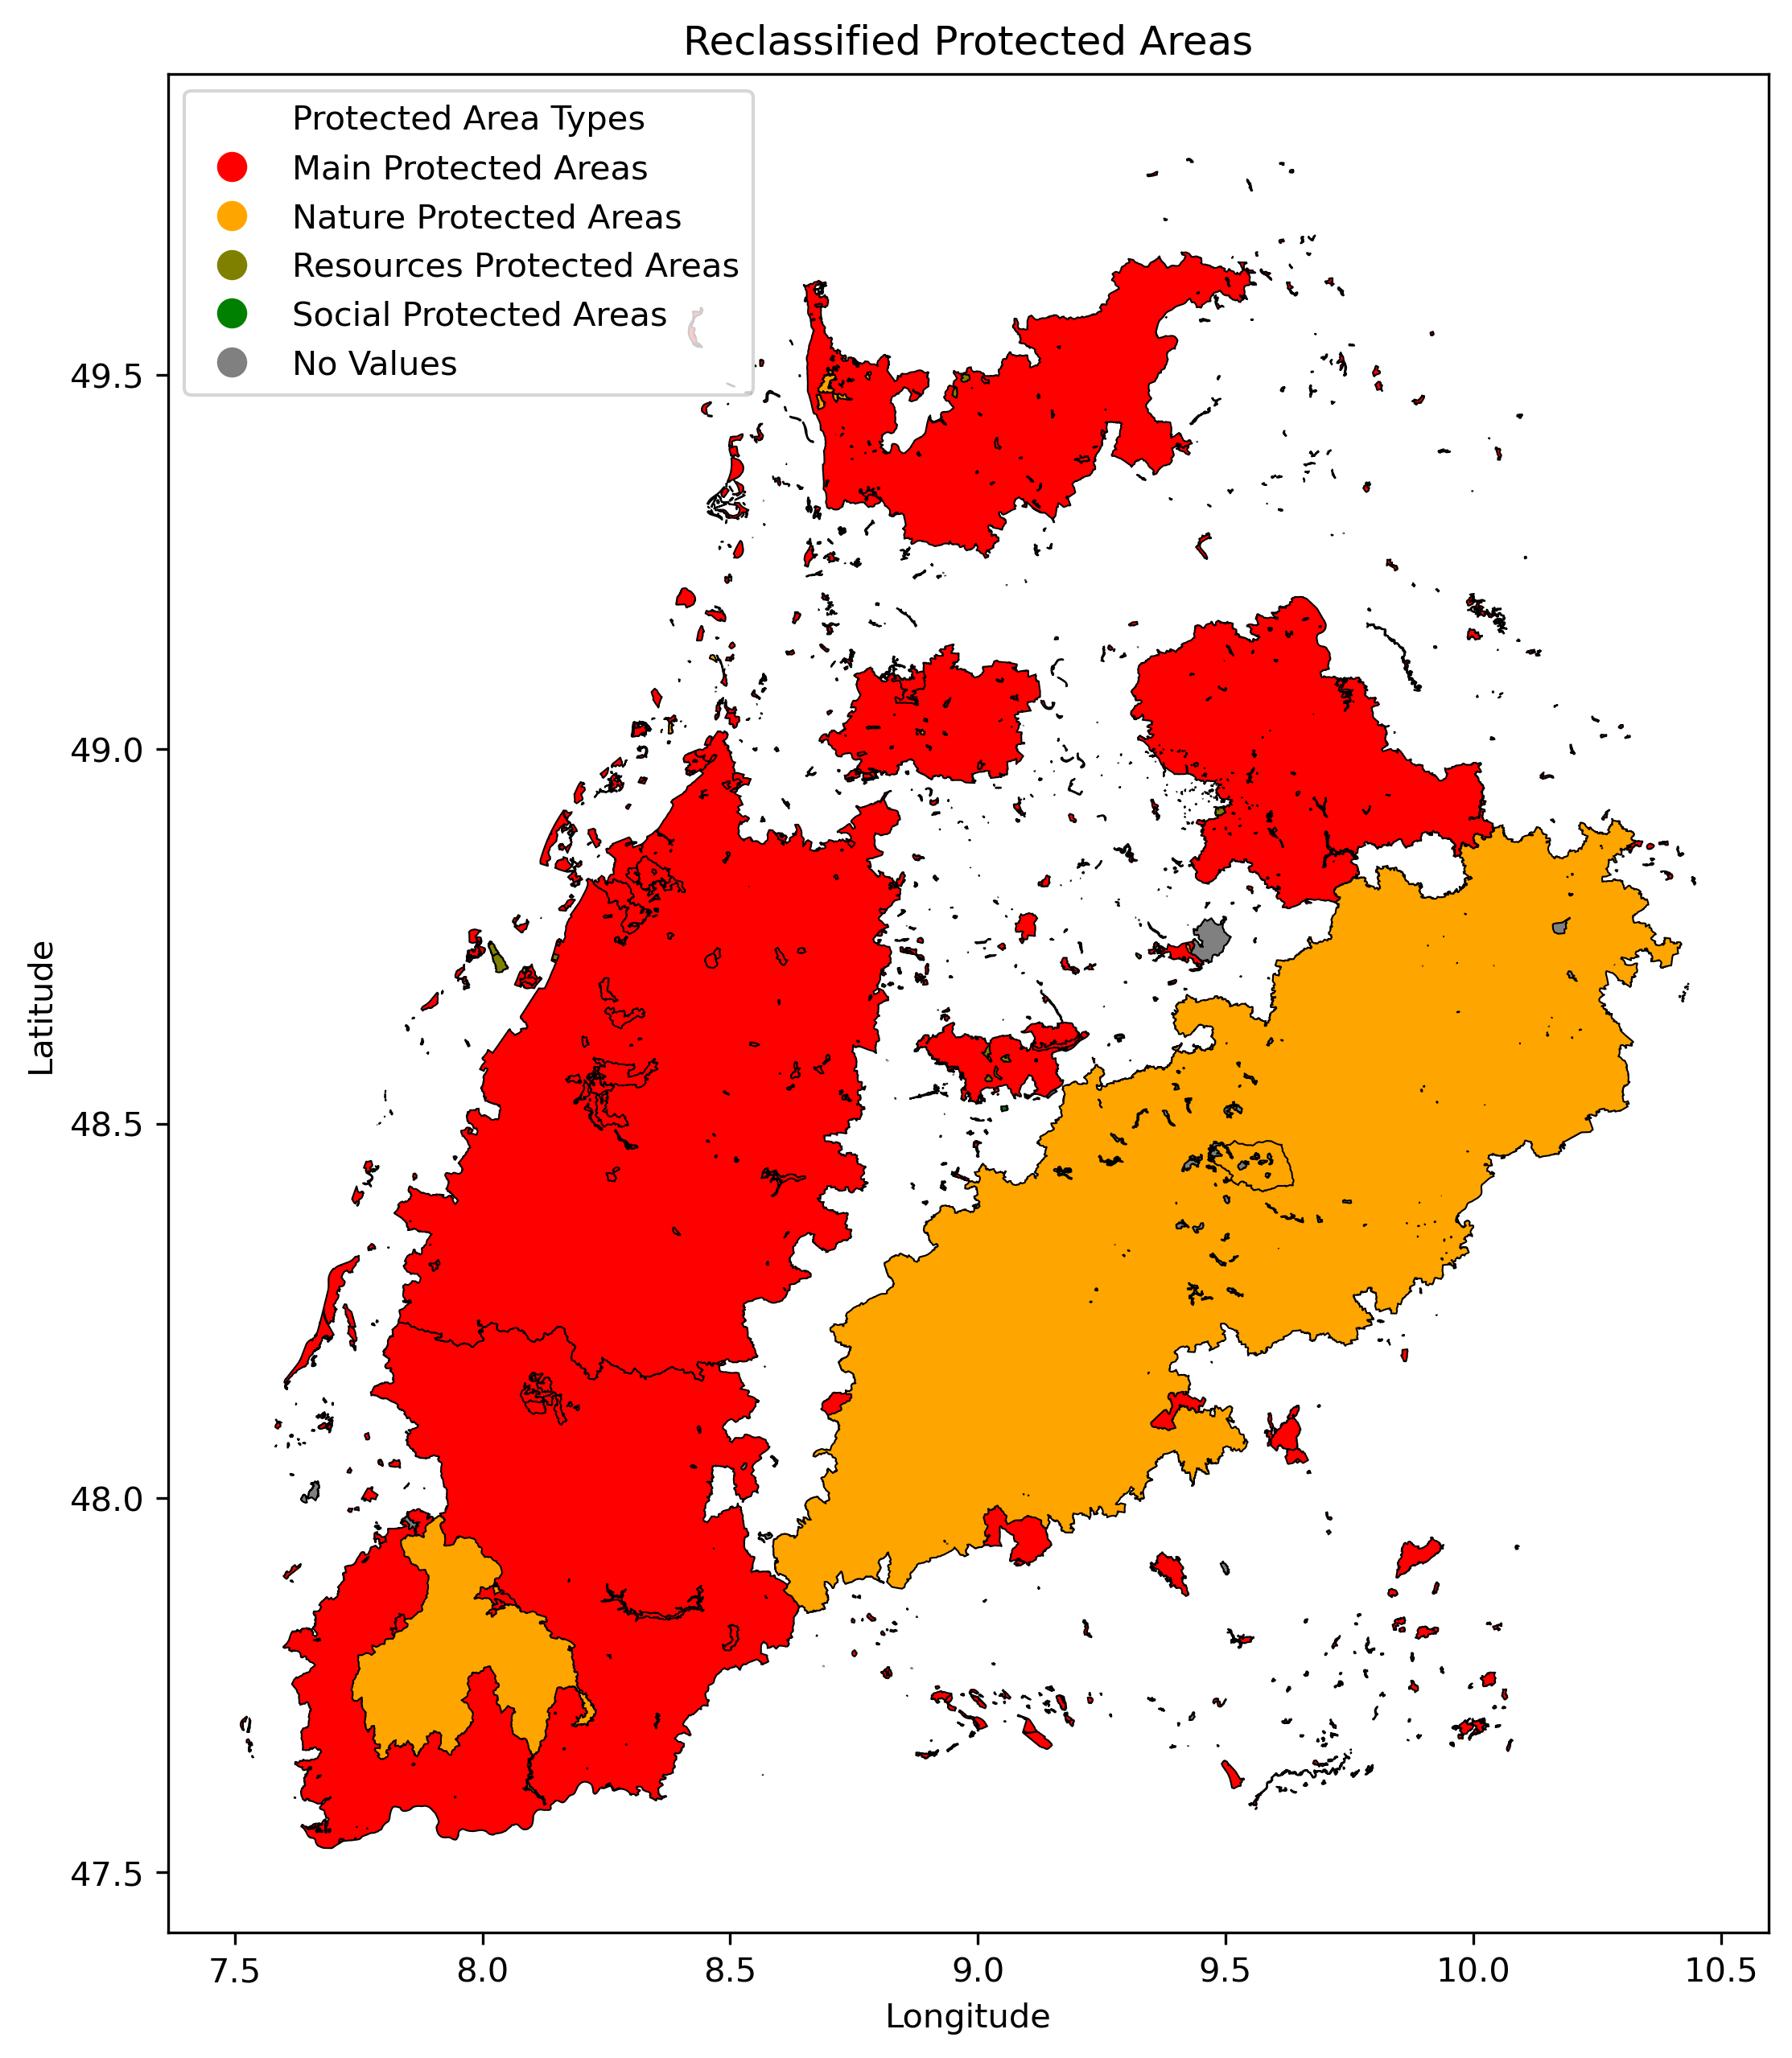 Reclassified Protected Areas
Protected Area Types
Main Protected Areas
Nature Protected Areas
Resources Protected Areas
Social Protected Areas
No Values
49.5
49.0
48.5
48.0
47.5
Latitude
7.5 8.0 8.5 9.0 9.5 10.0 10.5
Longitude